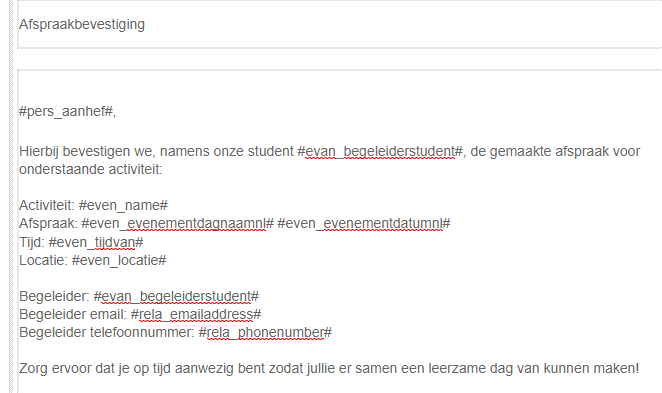 Afspraakbevestiging
#pers_aanhef#,
Hierbij bevestigen we, namens onze student #evan_begeleiderstudent#, de gemaakte afspraak voor
onderstaande activiteit:
Activiteit: #even_name#
Afspraak: #even_evenementdagnaamnl# #even_evenementdatumnl#
Tijd: #even_tijdvan#
Locatie: #even_locatie#
Begeleider: #evan_begeleiderstudent#
Begeleider email: #rela_emailaddress#
Begeleider telefoonnummer: #rela_phonenumber#
Zorg ervoor dat je op tijd aanwezig bent zodat jullie er samen een leerzame dag van kunnen maken!